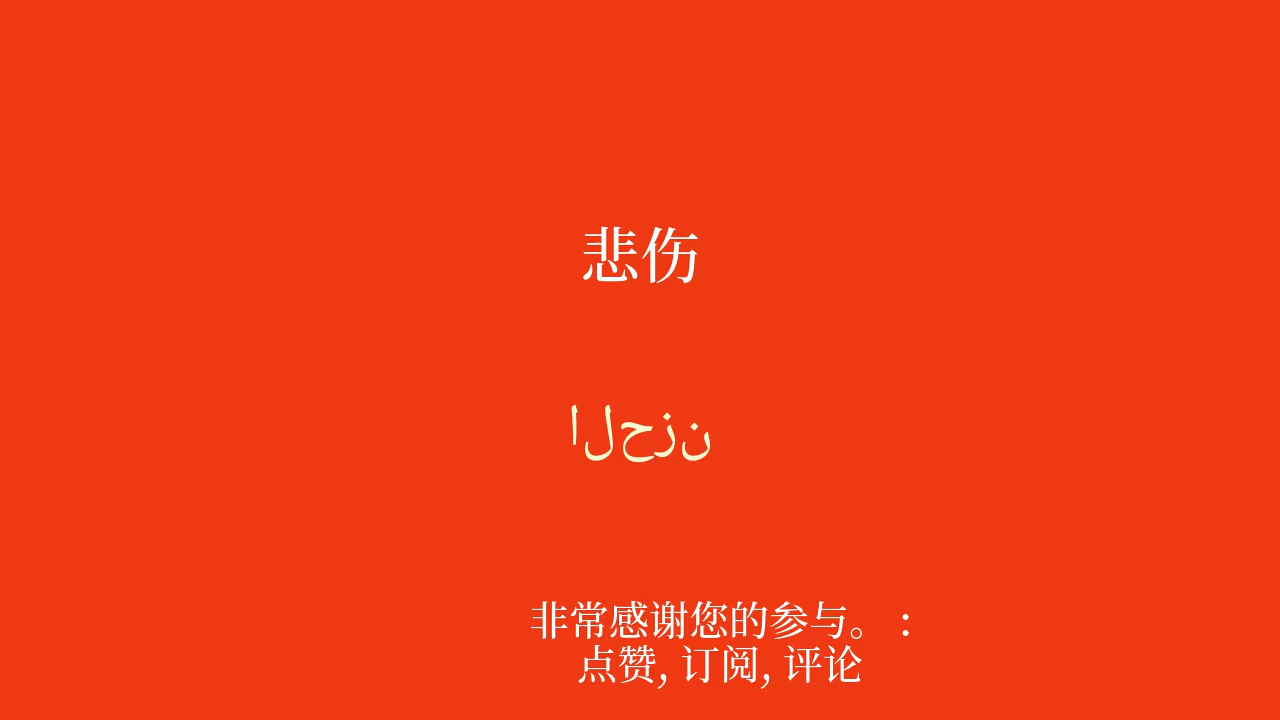 悲伤
الحزن
非常感谢您的参与。 :
点赞, 订阅, 评论